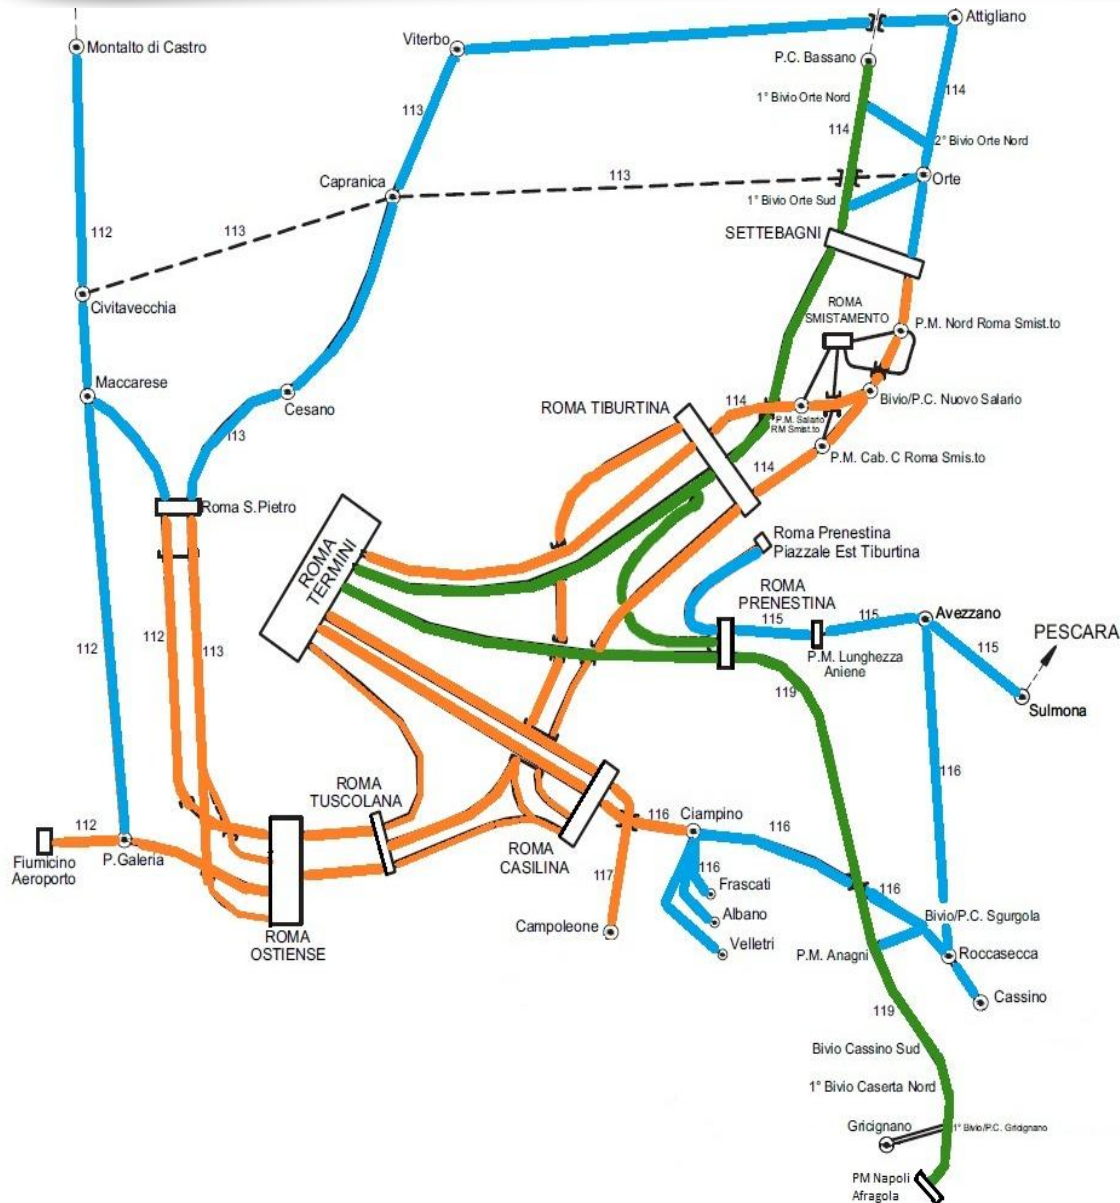 Attigliano
Viterbo
Montalto di Castro
P.C. Bassano
1° Bivio Orte Nord
113
114
114
2° Bivio Orte Nord
Capranica
113
Orte
1° Bivio Orte Sud
112
113
SETTEBAGNI
Civitavecchia
ROMA
SMISTAMENTO
P.M. Nord Roma Smist.to
Maccarese
Cesano
Bivio/P.C. Nuovo Salario
ROMA TIBURTINA
114
P.M. Salario
RM Smist.to
113
P.M. Cab. C Roma Smis.to
114
Roma S.Pietro
Roma Prenestina
Piazzale Est Tiburtina
ROMA
TERMINI
ROMA
PRENESTINA
115
115
Avezzano
PESCARA
112
112
113
P.M. Lunghezza
Aniene
115
119
Sulmona
116
ROMA
TUSCOLANA
112
116
Ciampino
116
Fiumicino
Aeroporto
P.Galeria
ROMA
CASILINA
117
116
Frascati
116
Albano
Campoleone
Bivio/P.C. Sgurgola
ROMA
OSTIENSE
Velletri
P.M. Anagni
Roccasecca
Cassino
119
Bivio Cassino Sud
1° Bivio Caserta Nord
Gricignano
1° Bivio/P.C. Gricignano
PM Napoli
Afragola